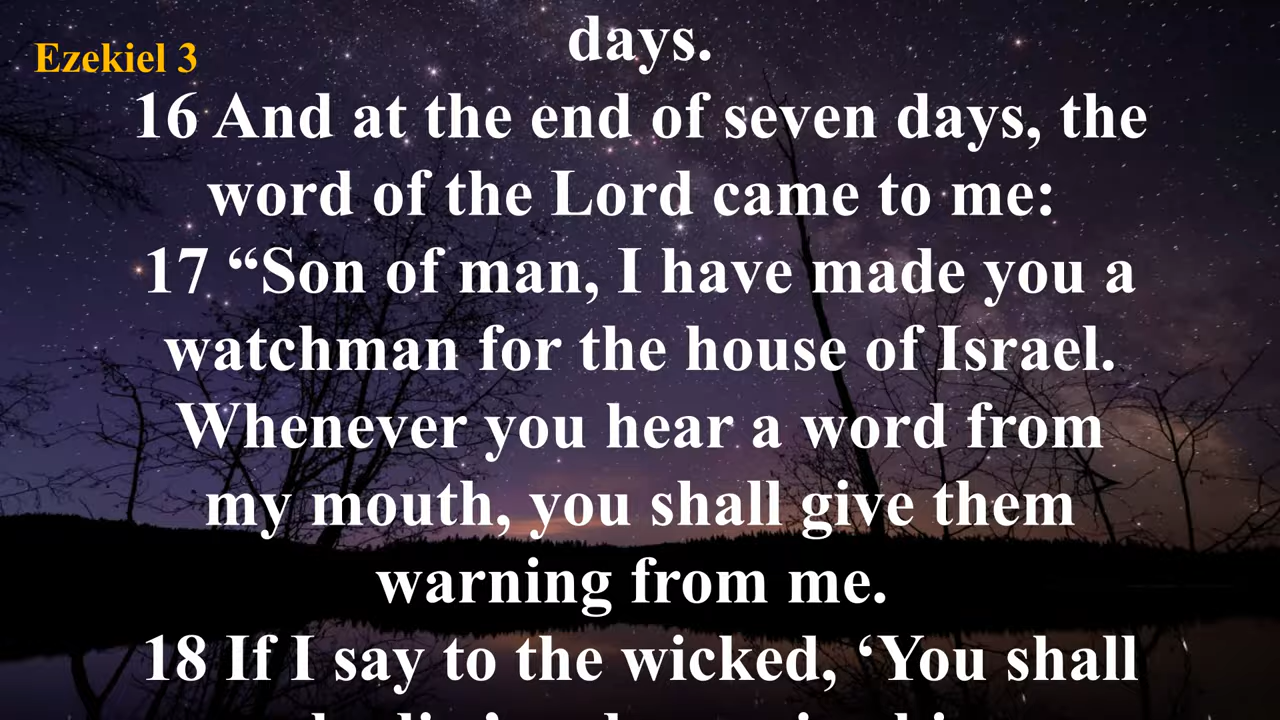 Ezekiel 3
days.
16 And at the end of seven days, the
word of the Lord came to me:
17 “Son of man, I have made you a
watchman for the house of Israel.
Whenever you hear a word from
my mouth, you shall give them
warning from me.
18 If I say to the wicked, ‘You shall